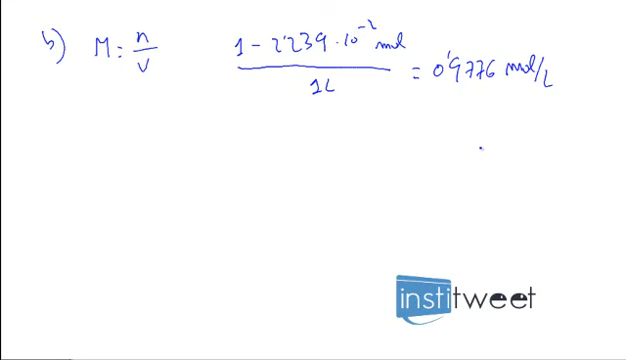 b) M = n/V (1 - 2'239 · 10⁻² mol)/1L = 0'9776 mol/L
institweet